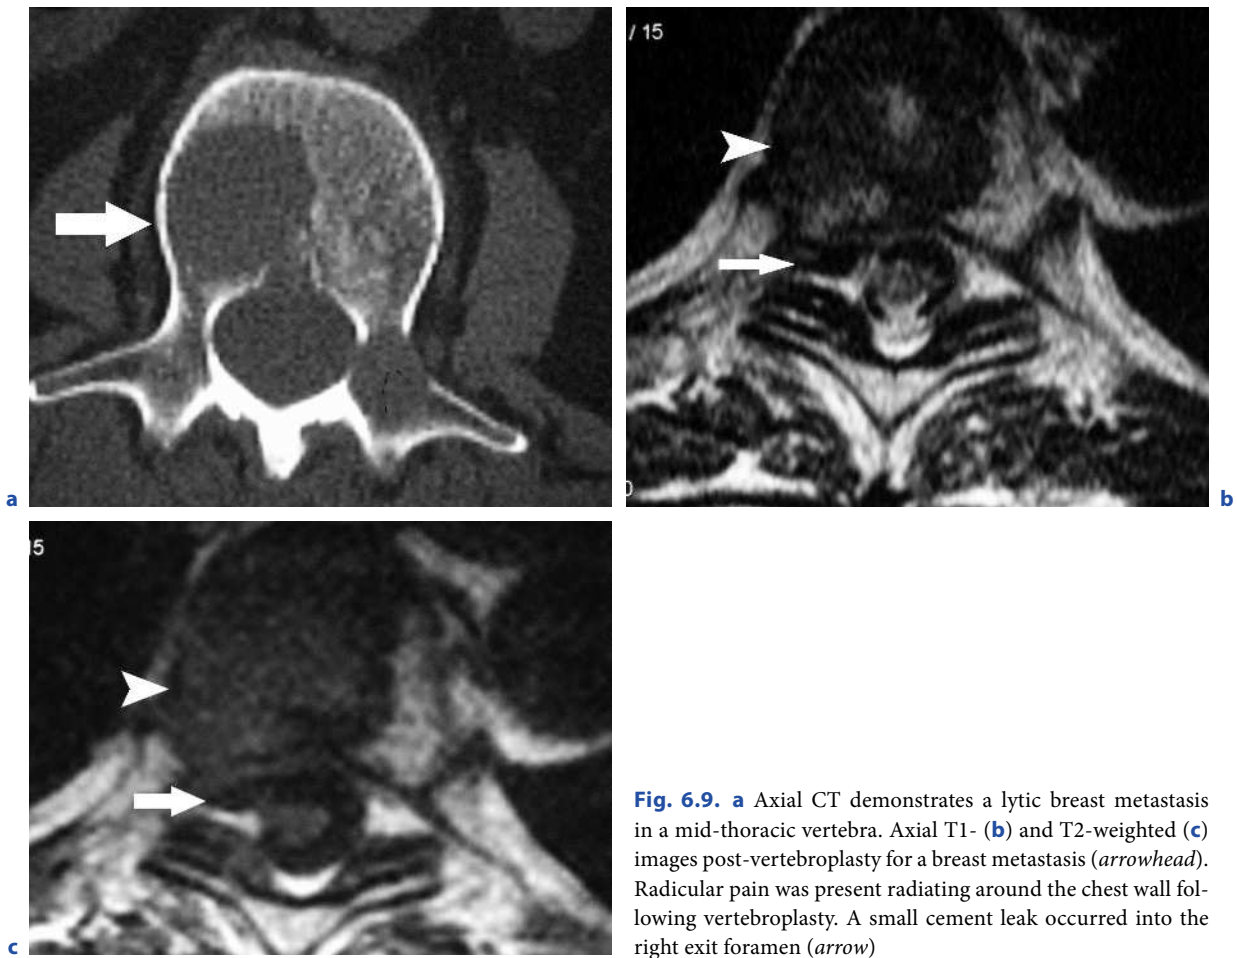 / 15
0
a
b
15
c
Fig. 6.9. a Axial CT demonstrates a lytic breast metastasis
in a mid-thoracic vertebra. Axial T1- (b) and T2-weighted (c)
images post-vertebroplasty for a breast metastasis (arrowhead).
Radicular pain was present radiating around the chest wall fol-
lowing vertebroplasty. A small cement leak occurred into the
right exit foramen (arrow)